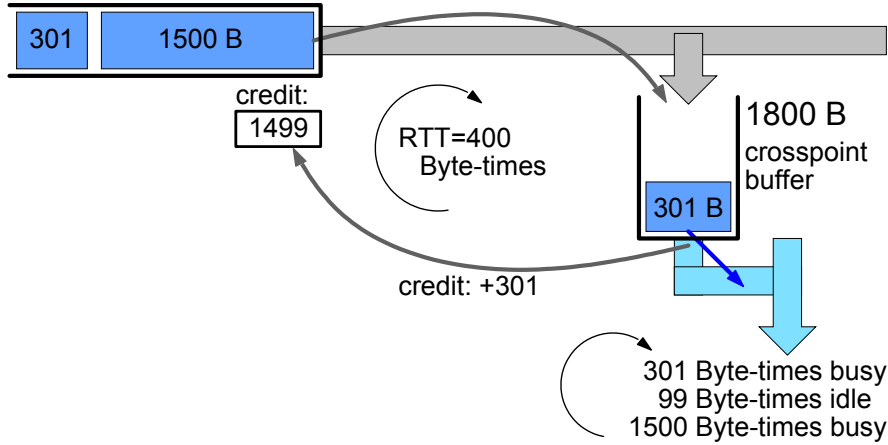 301
1500 B
credit:
1499
RTT=400
Byte-times
1800 B
crosspoint
buffer
301 B
credit: +301
301 Byte-times busy
99 Byte-times idle
1500 Byte-times busy